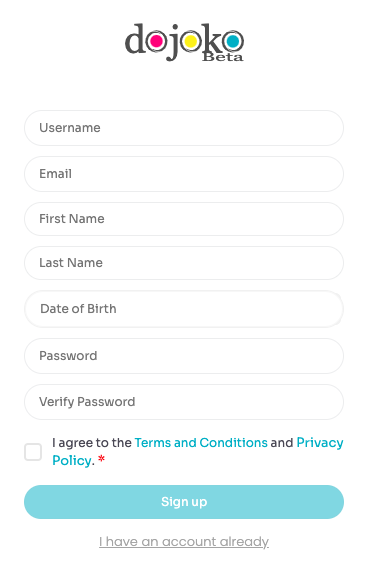 dojoko
Beta
Username
Email
First Name
Last Name
Date of Birth
Password
Verify Password
I agree to the Terms and Conditions and Privacy
Policy. *
Sign up
I have an account already